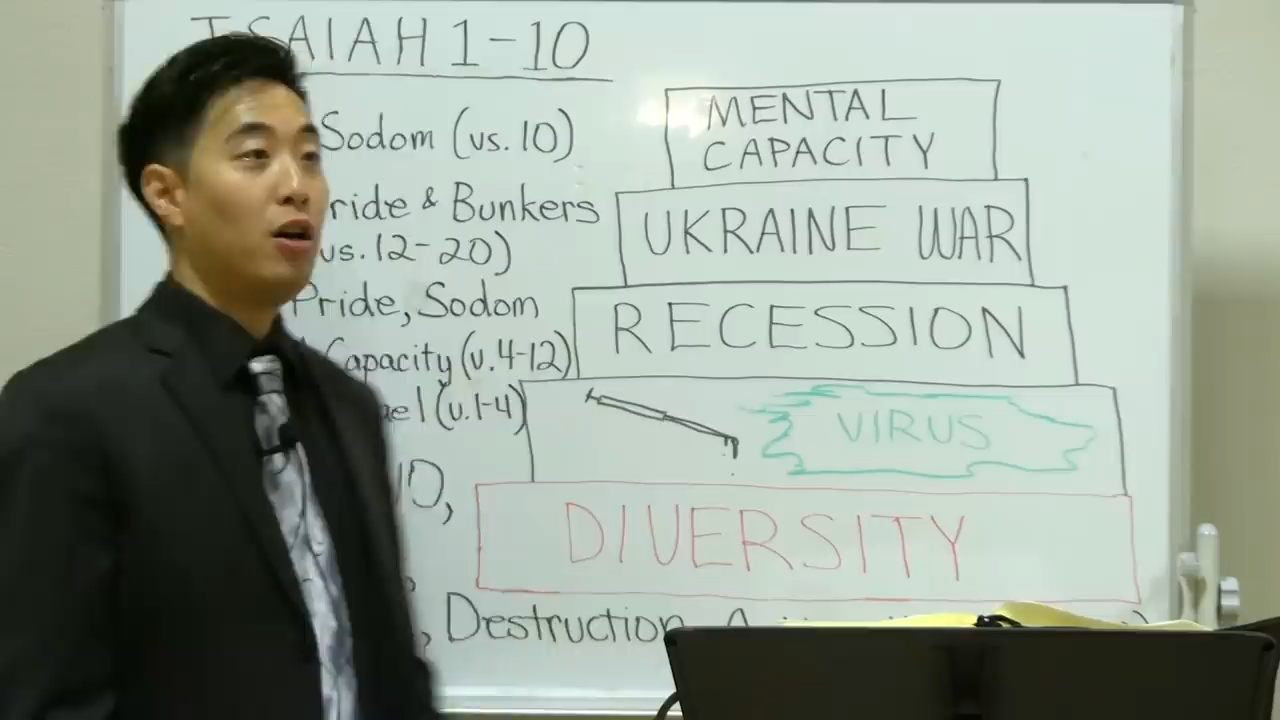 ISAIAH 1-10
Sodom (vs. 10)
ride & Bunkers
vs. 12-20)
Pride, Sodom
Capacity (v. 4-12)
el (v. 1-4)
10,
, Destruction
MENTAL
CAPACITY
UKRAINE WAR
RECESSION
VIRUS
DIVERSITY